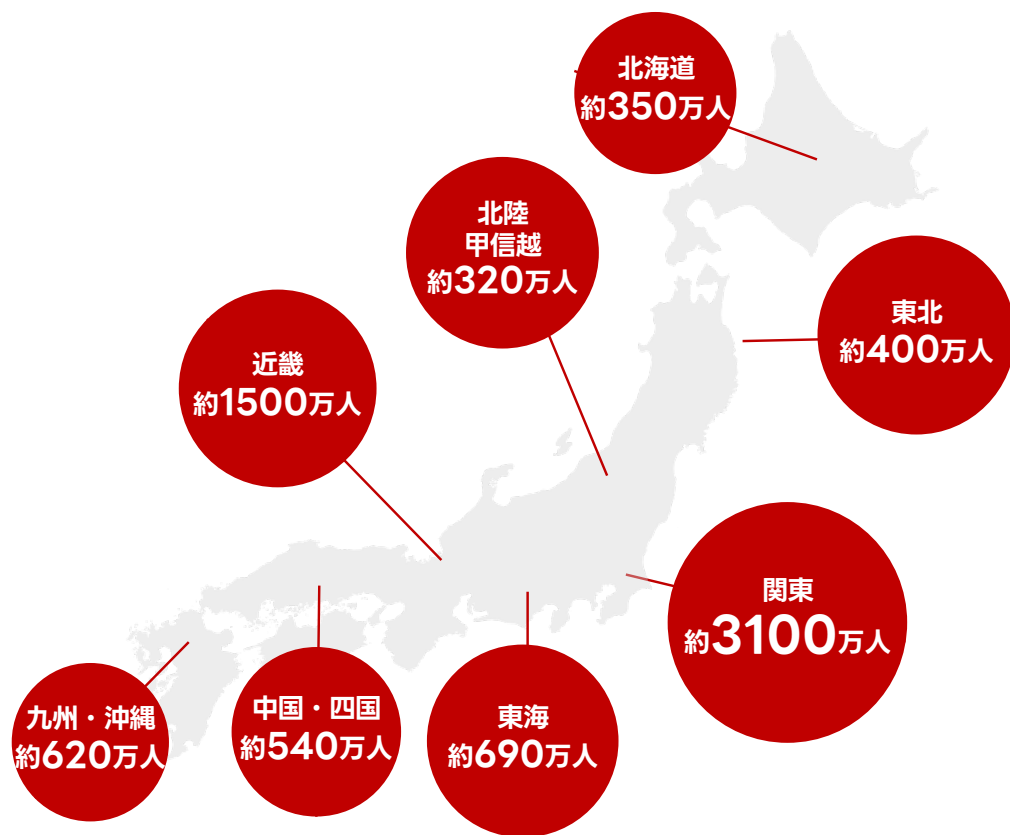 北海道
約350万人
北陸
甲信越
約320万人
東北
約400万人
近畿
約1500万人
関東
約3100万人
九州・沖縄
約620万人
中国・四国
約540万人
東海
約690万人